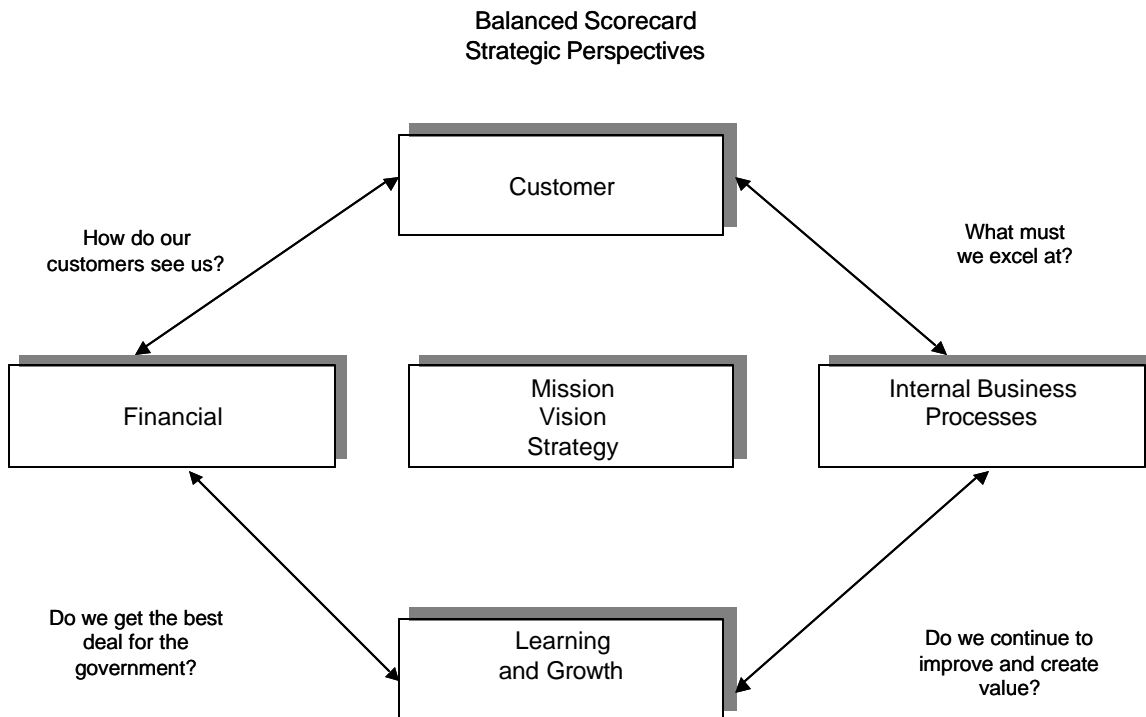 Balanced Scorecard
Strategic Perspectives
Customer
How do our
customers see us?
What must
we excel at?
Financial
Mission
Vision
Strategy
Internal Business
Processes
Do we get the best
deal for the
government?
Learning
and Growth
Do we continue to
improve and create
value?